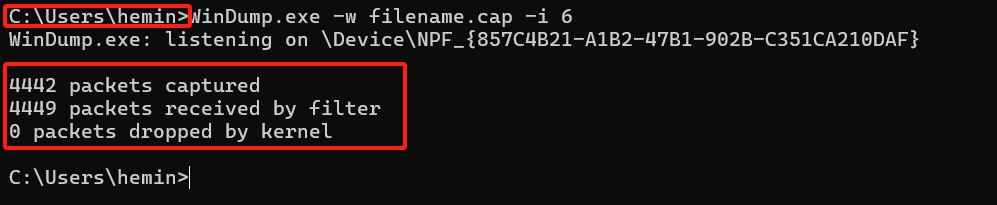 C:\Users\hemin>WinDump.exe -w filename.cap -i 6
WinDump.exe: listening on \Device\NPF_{857C4B21-A1B2-47B1-902B-C351CA210DAF}
4442 packets captured
4449 packets received by filter
0 packets dropped by kernel
C:\Users\hemin>